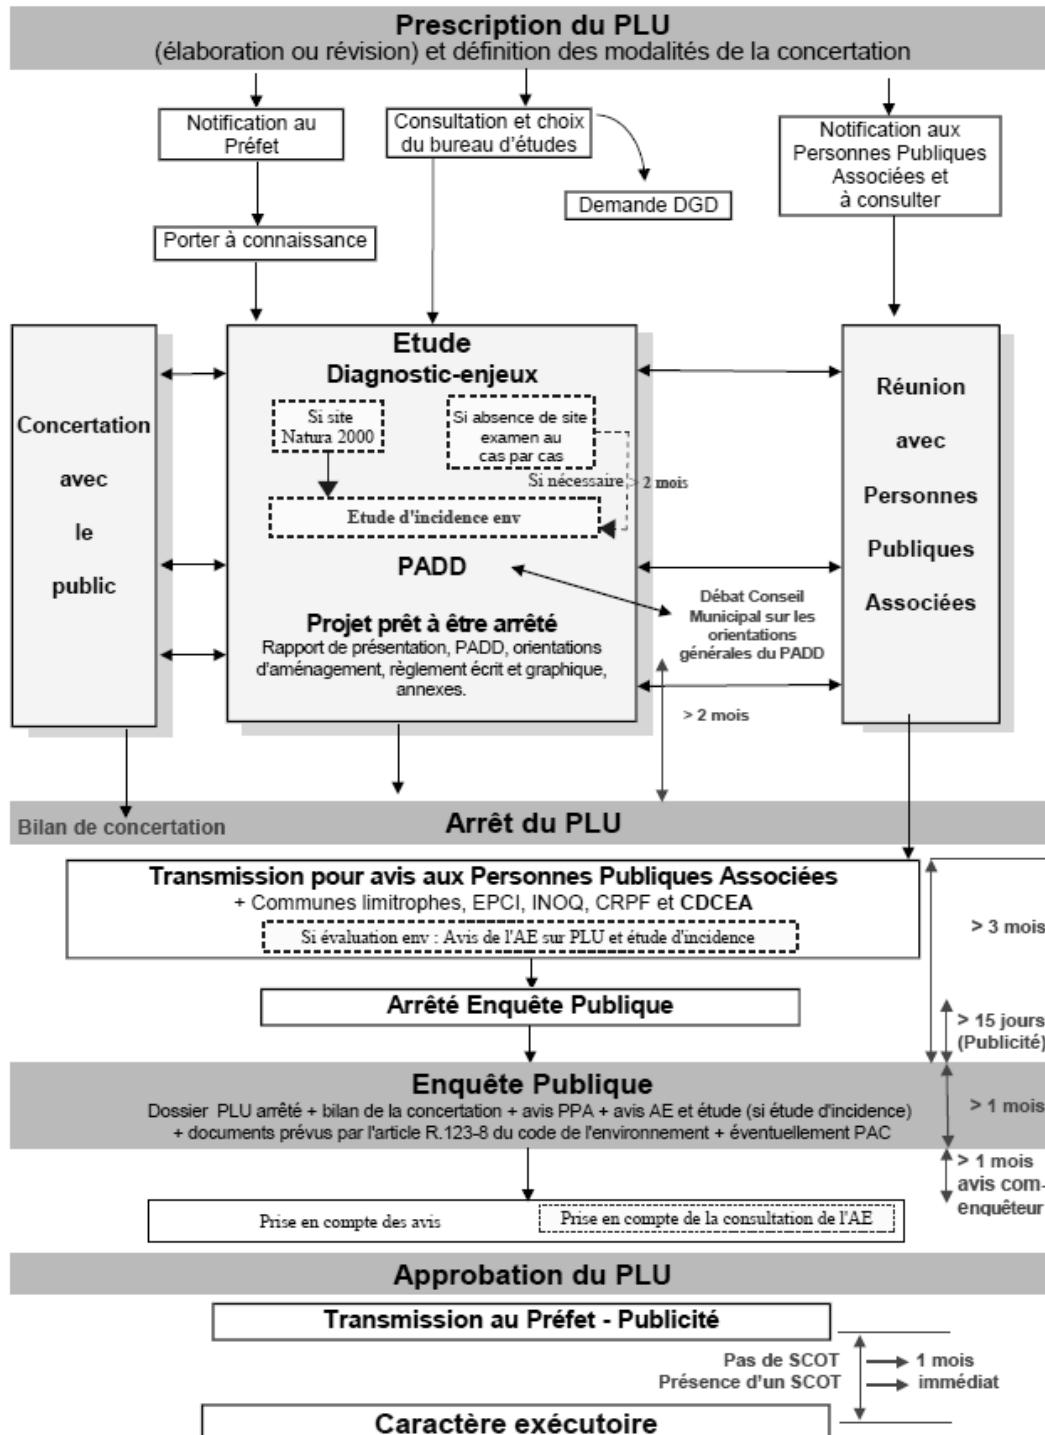 Prescription du PLU
(élaboration ou révision) et définition des modalités de la concertation
Notification au
Préfet
Consultation et choix
du bureau d'études
Notification aux
Personnes Publiques
Associées et
à consulter
Demande DGD
Porter à connaissance
Concertation
avec
le
public
Etude
Diagnostic-enjeux
Si site
Natura 2000
Si absence de site
examen au
cas par cas
Si nécessaire
> 2 mois
Etude d'incidence env
PADD
Projet prêt à être arrêté
Rapport de présentation, PADD, orientations
d'aménagement, règlement écrit et graphique,
annexes.
Débat Conseil
Municipal sur les
orientations
générales du PADD
> 2 mois
Réunion
avec
Personnes
Publiques
Associées
Bilan de concertation
Arrêt du PLU
Transmission pour avis aux Personnes Publiques Associées
+ Communes limitrophes, EPCI, INOQ, CRPF et CDCEA
Si évaluation env : Avis de l'AE sur PLU et étude d'incidence
> 3 mois
Arrêté Enquête Publique
> 15 jours
(Publicité)
Enquête Publique
Dossier PLU arrêté + bilan de la concertation + avis PPA + avis AE et étude (si étude d'incidence)
+ documents prévus par l'article R.123-8 du code de l'environnement + éventuellement PAC
> 1 mois
> 1 mois
avis com-
enquêteur
Prise en compte des avis
Prise en compte de la consultation de l'AE
Approbation du PLU
Transmission au Préfet - Publicité
Pas de SCOT
1 mois
Présence d'un SCOT
immédiat
Caractère exécutoire